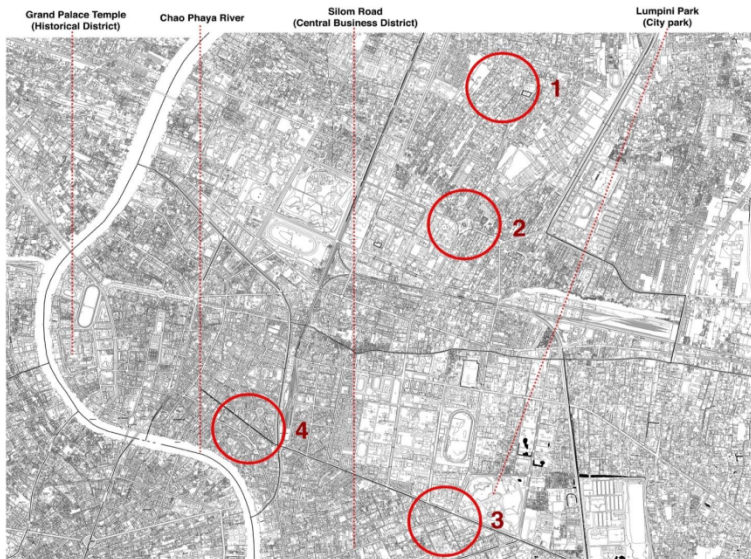 Grand Palace Temple
(Historical District)
Chao Phaya River
Silom Road
(Central Business District)
Lumpini Park
(City park)
1
2
3
4